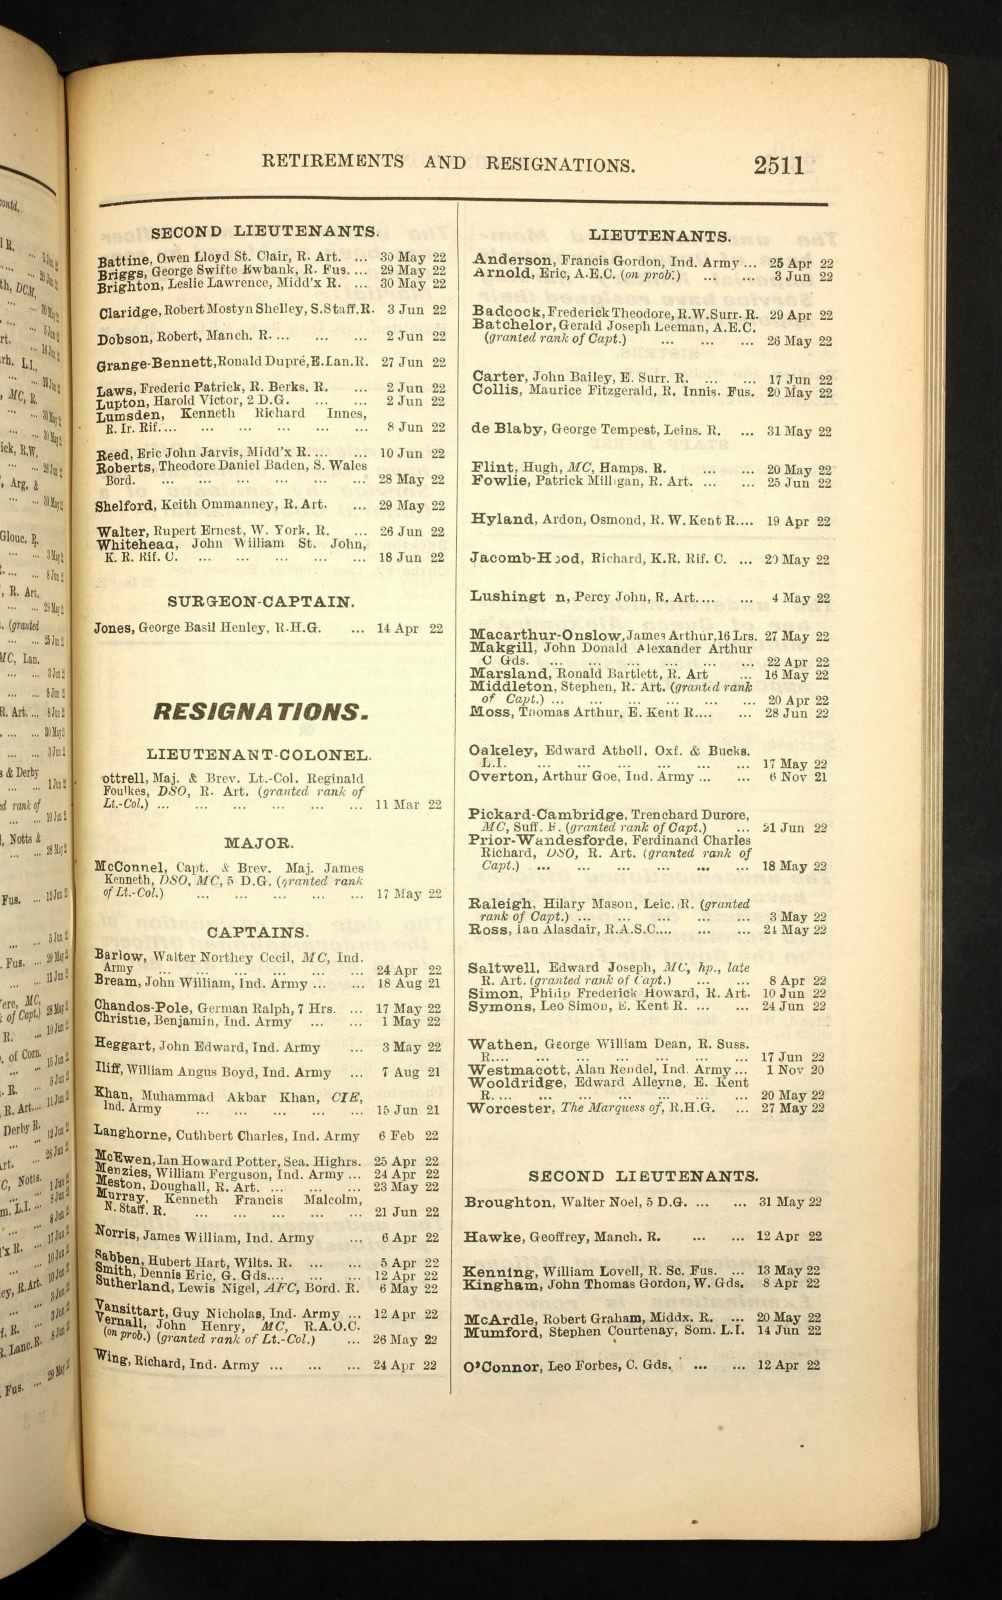 RETIREMENTS AND RESIGNATIONS. 2511
SECOND LIEUTENANTS.
Battine, Owen Lloyd St. Clair, R. Art. ... 30 May 22
Briggs, George Swifte Ewbank, R. Fus. ... 29 May 22
Brighton, Leslie Lawrence, Midd'x R. ... 30 May 22
Claridge, Robert Mostyn Shelley, S.Staff.R. 3 Jun 22
Dobson, Robert, Manch. R. ... ... ... 2 Jun 22
Grange-Bennett, Ronald Dupré, E.Lan.R. 27 Jun 22
Laws, Frederic Patrick, R. Berks. R. ... 2 Jun 22
Lupton, Harold Victor, 2 D.G. ... ... 2 Jun 22
Lumsden, Kenneth Richard Innes,
R. Ir. Rif.... ... ... ... ... ... 8 Jun 22
Reed, Eric John Jarvis, Midd'x R. ... ... 10 Jun 22
Roberts, Theodore Daniel Baden, S. Wales
Bord. ... ... ... ... ... ... 28 May 22
Shelford, Keith Ommanney, R. Art. ... 29 May 22
Walter, Rupert Ernest, W. York. R. ... 26 Jun 22
Whitehead, John William St. John,
K. R. Rif. C. ... ... ... ... ... 18 Jun 22
SURGEON-CAPTAIN.
Jones, George Basil Henley, R.H.G. ... 14 Apr 22
RESIGNATIONS.
LIEUTENANT-COLONEL.
ottrell, Maj. & Brev. Lt.-Col. Reginald
Foulkes, DSO, R. Art. (granted rank of
Lt.-Col.) ... ... ... ... ... ... 11 Mar 22
MAJOR.
McConnel, Capt. & Brev. Maj. James
Kenneth, DSO, MC, 5 D.G. (granted rank
of Lt.-Col.) ... ... ... ... ... 17 May 22
CAPTAINS.
Barlow, Walter Northey Cecil, MC, Ind.
Army ... ... ... ... ... ... 24 Apr 22
Bream, John William, Ind. Army ... ... 18 Aug 21
Chandos-Pole, German Ralph, 7 Hrs. ... 17 May 22
Christie, Benjamin, Ind. Army ... ... 1 May 22
Heggart, John Edward, Ind. Army ... 3 May 22
Iliff, William Angus Boyd, Ind. Army ... 7 Aug 21
Khan, Muhammad Akbar Khan, CIE,
Ind. Army ... ... ... ... ... 15 Jun 21
Langhorne, Cuthbert Charles, Ind. Army 6 Feb 22
McEwen, Ian Howard Potter, Sea. Highrs. 25 Apr 22
Menzies, William Ferguson, Ind. Army ... 24 Apr 22
Meston, Doughall, R. Art. ... ... ... 23 May 22
Murray, Kenneth Francis Malcolm,
N. Staff. R. ... ... ... ... ... 21 Jun 22
Norris, James William, Ind. Army ... 6 Apr 22
Sabben, Hubert Hart, Wilts. R. ... ... 5 Apr 22
Smith, Dennis Eric, G. Gds.... ... ... 12 Apr 22
Sutherland, Lewis Nigel, AFC, Bord. R. 6 May 22
Vansittart, Guy Nicholas, Ind. Army ... 12 Apr 22
Vernall, John Henry, MC, R.A.O.C.
(on prob.) (granted rank of Lt.-Col.) ... 26 May 22
Wing, Richard, Ind. Army ... ... ... 24 Apr 22
LIEUTENANTS.
Anderson, Francis Gordon, Ind. Army ... 25 Apr 22
Arnold, Eric, A.E.C. (on prob.) ... ... 3 Jun 22
Badcock, Frederick Theodore, R.W.Surr. R. 29 Apr 22
Batchelor, Gerald Joseph Leeman, A.E.C.
(granted rank of Capt.) ... ... ... 26 May 22
Carter, John Bailey, E. Surr. R. ... ... 17 Jun 22
Collis, Maurice Fitzgerald, R. Innis. Fus. 20 May 22
de Blaby, George Tempest, Leins. R. ... 31 May 22
Flint, Hugh, MC, Hamps. R. ... ... 20 May 22
Fowlie, Patrick Milligan, R. Art. ... ... 25 Jun 22
Hyland, Ardon, Osmond, R. W. Kent R.... 19 Apr 22
Jacomb-Hood, Richard, K.R. Rif. C. ... 29 May 22
Lushingt n, Percy John, R. Art.... ... 4 May 22
Macarthur-Onslow, James Arthur, 16 Lrs. 27 May 22
Makgill, John Donald Alexander Arthur
C Gds. ... ... ... ... ... ... 22 Apr 22
Marsland, Ronald Bartlett, R. Art ... 16 May 22
Middleton, Stephen, R. Art. (granted rank
of Capt.) ... ... ... ... ... ... 20 Apr 22
Moss, Thomas Arthur, E. Kent R.... ... 28 Jun 22
Oakeley, Edward Atholl, Oxf. & Bucks.
L.I. ... ... ... ... ... ... 17 May 22
Overton, Arthur Goe, Ind. Army ... ... 6 Nov 21
Pickard-Cambridge, Trenchard Durore,
MC, Suff. R. (granted rank of Capt.) ... 21 Jun 22
Prior-Wandesforde, Ferdinand Charles
Richard, DSO, R. Art. (granted rank of
Capt.) ... ... ... ... ... ... 18 May 22
Raleigh, Hilary Mason, Leic. R. (granted
rank of Capt.) ... ... ... ... ... 3 May 22
Ross, Ian Alasdair, R.A.S.C.... ... ... 24 May 22
Saltwell, Edward Joseph, MC, hp., late
R. Art. (granted rank of Capt.) ... ... 8 Apr 22
Simon, Philip Frederick Howard, R. Art. 10 Jun 22
Symons, Leo Simon, E. Kent R. ... ... 24 Jun 22
Wathen, George William Dean, R. Suss.
R.... ... ... ... ... ... ... 17 Jun 22
Westmacott, Alan Rendel, Ind. Army ... 1 Nov 20
Wooldridge, Edward Alleyne, E. Kent
R. ... ... ... ... ... ... ... 20 May 22
Worcester, The Marquess of, R.H.G. ... 27 May 22
SECOND LIEUTENANTS.
Broughton, Walter Noel, 5 D.G. ... ... 31 May 22
Hawke, Geoffrey, Manch. R. ... ... 12 Apr 22
Kenning, William Lovell, R. Sc. Fus. ... 13 May 22
Kingham, John Thomas Gordon, W. Gds. 8 Apr 22
McArdle, Robert Graham, Middx. R. ... 20 May 22
Mumford, Stephen Courtenay, Som. L.I. 14 Jun 22
O'Connor, Leo Forbes, C. Gds. ... ... 12 Apr 22